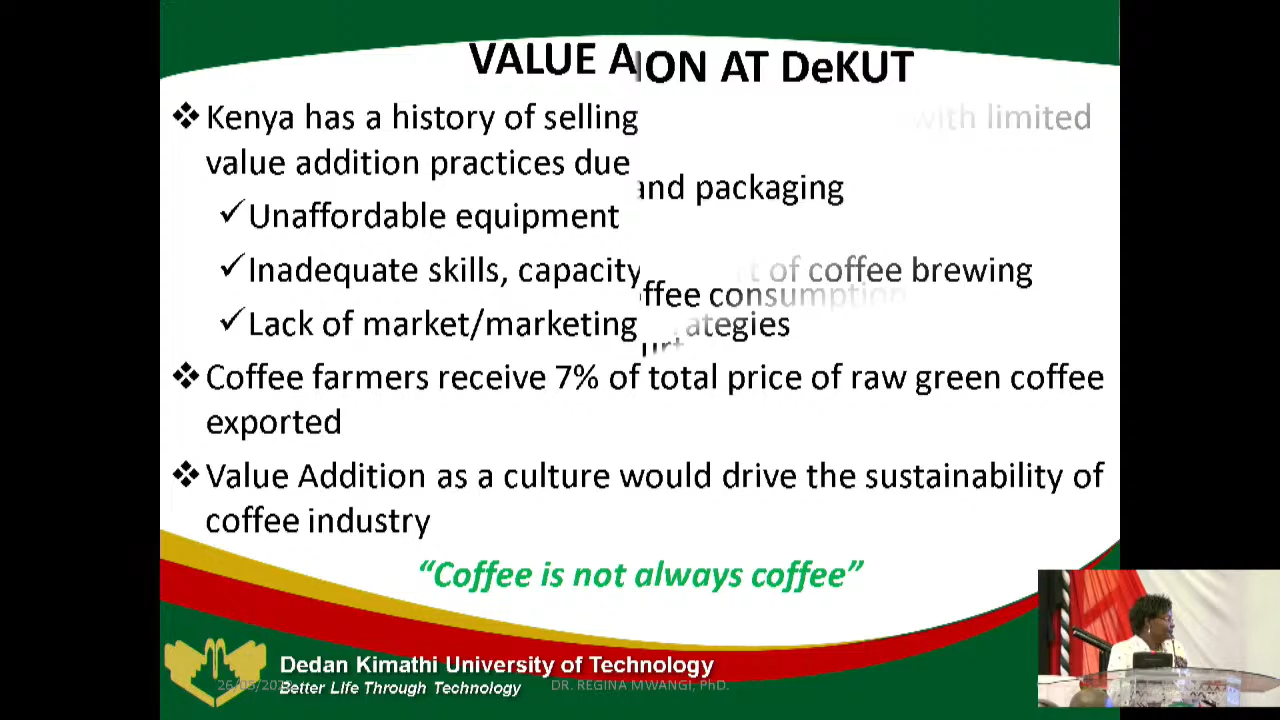 VALUE A ION AT DeKUT
❖ Kenya has a history of selling with limited
value addition practices due
and packaging
✓ Unaffordable equipment
✓ Inadequate skills, capacity of coffee brewing
consumption
✓ Lack of market/marketing
❖ Coffee farmers receive 7% of total price of raw green coffee
exported
❖ Value Addition as a culture would drive the sustainability of
coffee industry
“Coffee is not always coffee”
Dedan Kimathi University of Technology
Better Life Through Technology
DR. REGINA MWANGI, PhD.